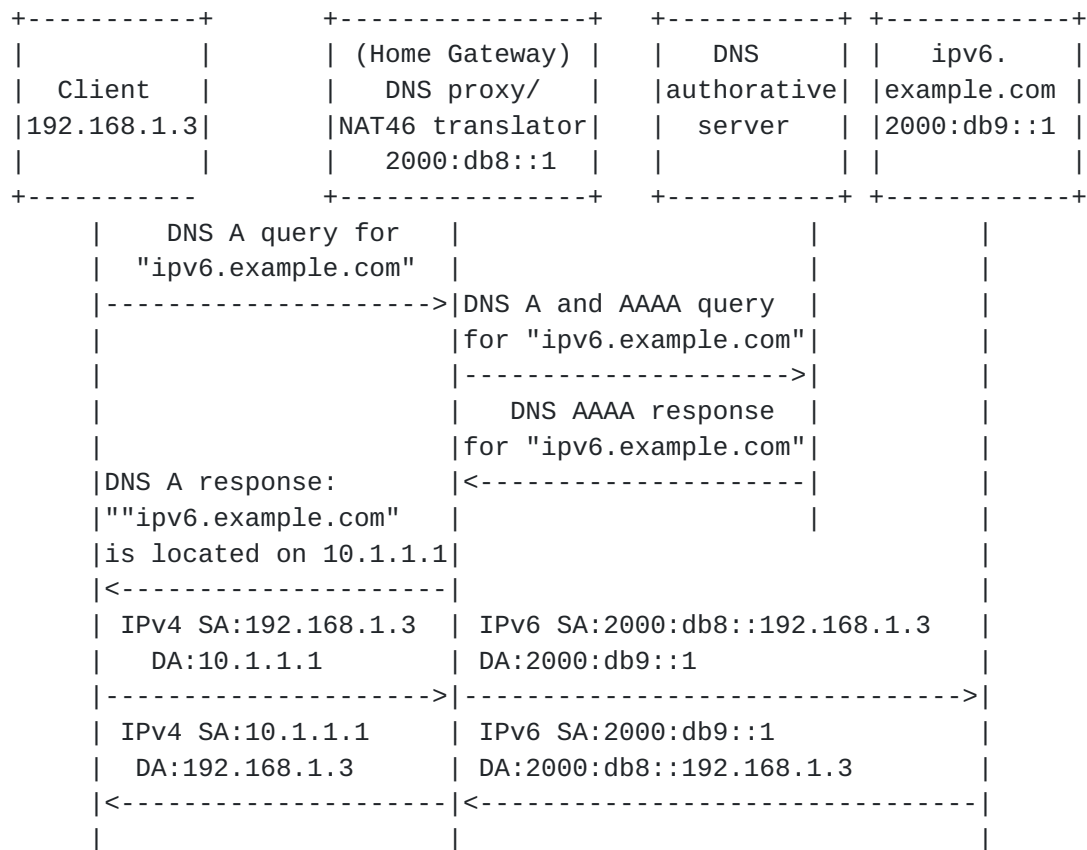 +-----------+       +----------------+   +-----------+ +------------+
|           |       | (Home Gateway) |   |   DNS     | |   ipv6.    |
|  Client   |       |   DNS proxy/   |   |authorative| |example.com |
|192.168.1.3|       |NAT46 translator|   |  server   | |2000:db9::1 |
|           |       |   2000:db8::1  |   |           | |            |
+-----------        +----------------+   +-----------+ +------------+
     |    DNS A query for   |                      |          |
     |  "ipv6.example.com"  |                      |          |
     |--------------------->|DNS A and AAAA query  |          |
     |                      |for "ipv6.example.com"|          |
     |                      |--------------------->|          |
     |                      |   DNS AAAA response  |          |
     |                      |for "ipv6.example.com"|          |
     |DNS A response:       |<---------------------|          |
     |""ipv6.example.com"   |                      |          |
     |is located on 10.1.1.1|                                 |
     |<---------------------|                                 |
     | IPv4 SA:192.168.1.3  | IPv6 SA:2000:db8::192.168.1.3   |
     |   DA:10.1.1.1        | DA:2000:db9::1                  |
     |--------------------->|-------------------------------->|
     | IPv4 SA:10.1.1.1     | IPv6 SA:2000:db9::1             |
     |  DA:192.168.1.3      | DA:2000:db8::192.168.1.3        |
     |<---------------------|<--------------------------------|
     |                      |                                 |